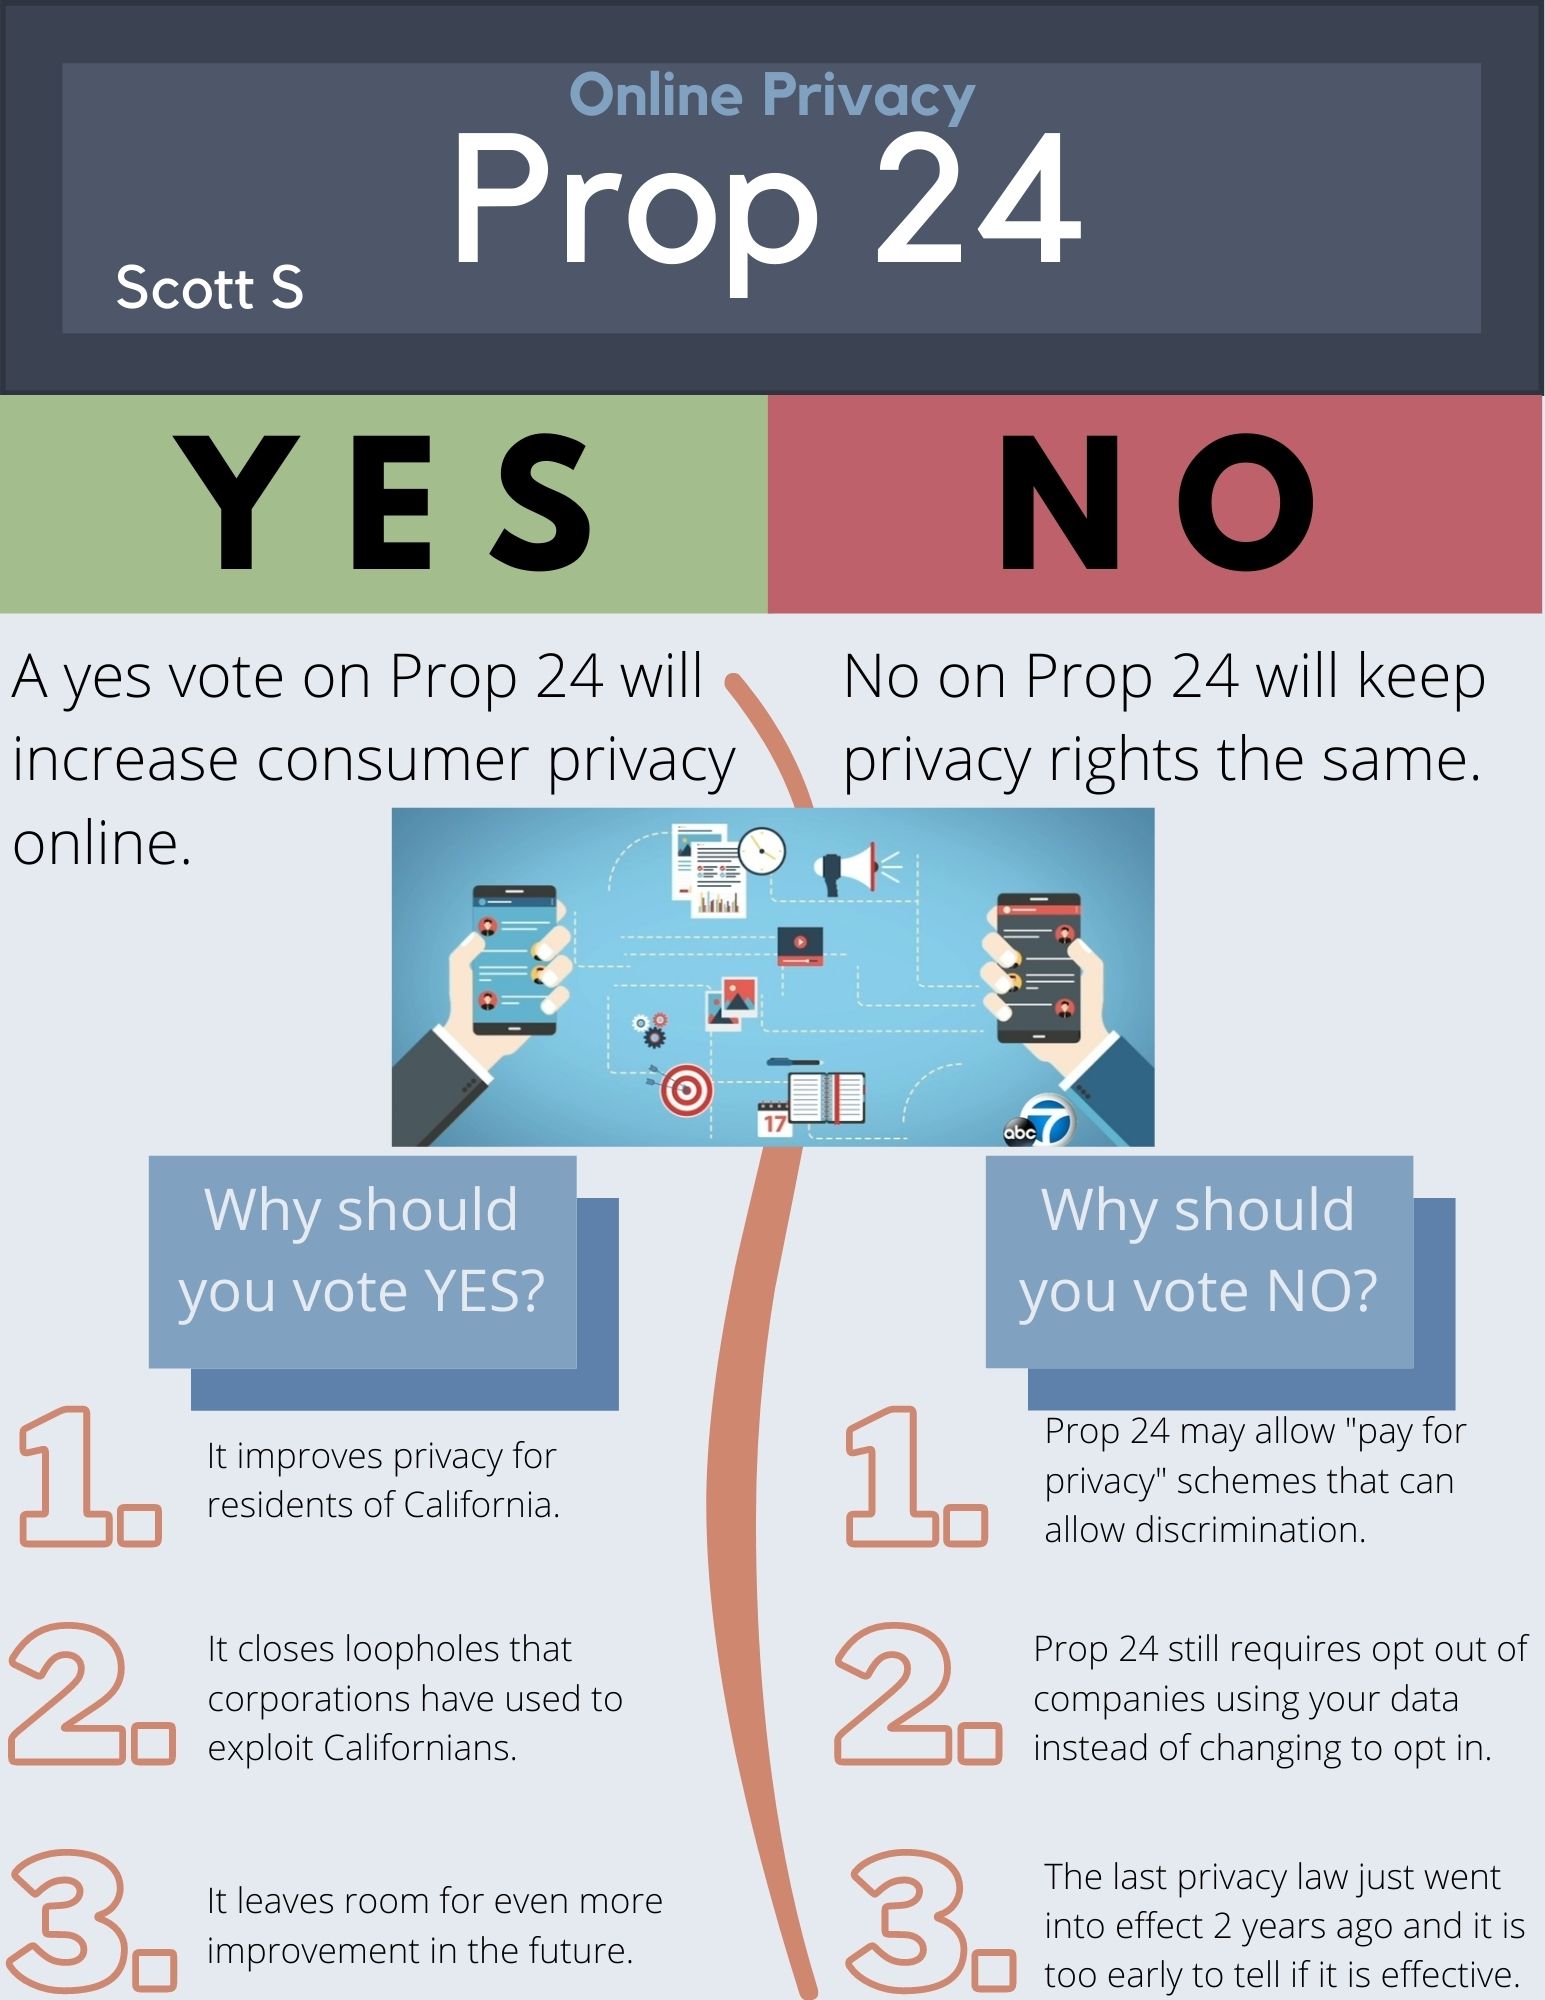 Online Privacy
Prop 24
Scott S
YES
NO
A yes vote on Prop 24 will
increase consumer privacy
online.
No on Prop 24 will keep
privacy rights the same.
17
abc 7
Why should
you vote YES?
1.
It improves privacy for
residents of California.
2.
It closes loopholes that
corporations have used to
exploit Californians.
3.
It leaves room for even more
improvement in the future.
Why should
you vote NO?
1.
Prop 24 may allow "pay for
privacy" schemes that can
allow discrimination.
2.
Prop 24 still requires opt out of
companies using your data
instead of changing to opt in.
3.
The last privacy law just went
into effect 2 years ago and it is
too early to tell if it is effective.